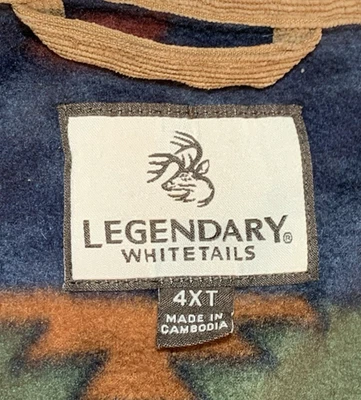 LEGENDARY®
WHITETAILS
4XT
MADE IN
CAMBODIA